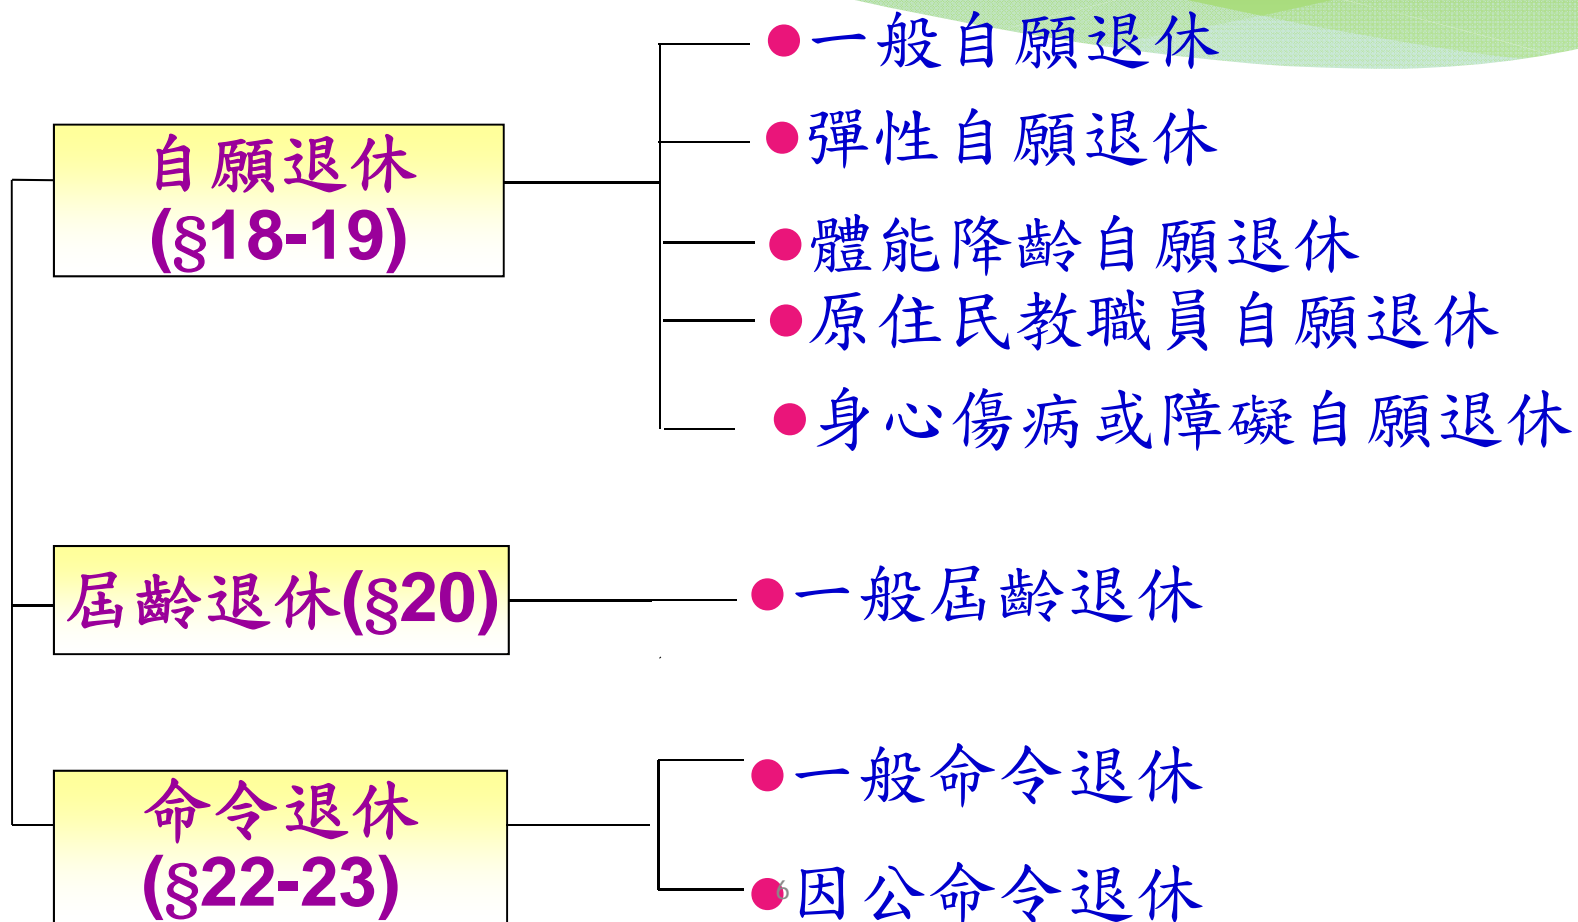 自願退休
(§18-19)
●一般自願退休
●彈性自願退休
●體能降齡自願退休
●原住民教職員自願退休
●身心傷病或障礙自願退休
屆齡退休(§20)
●一般屆齡退休
命令退休
(§22-23)
●一般命令退休
●因公命令退休
6